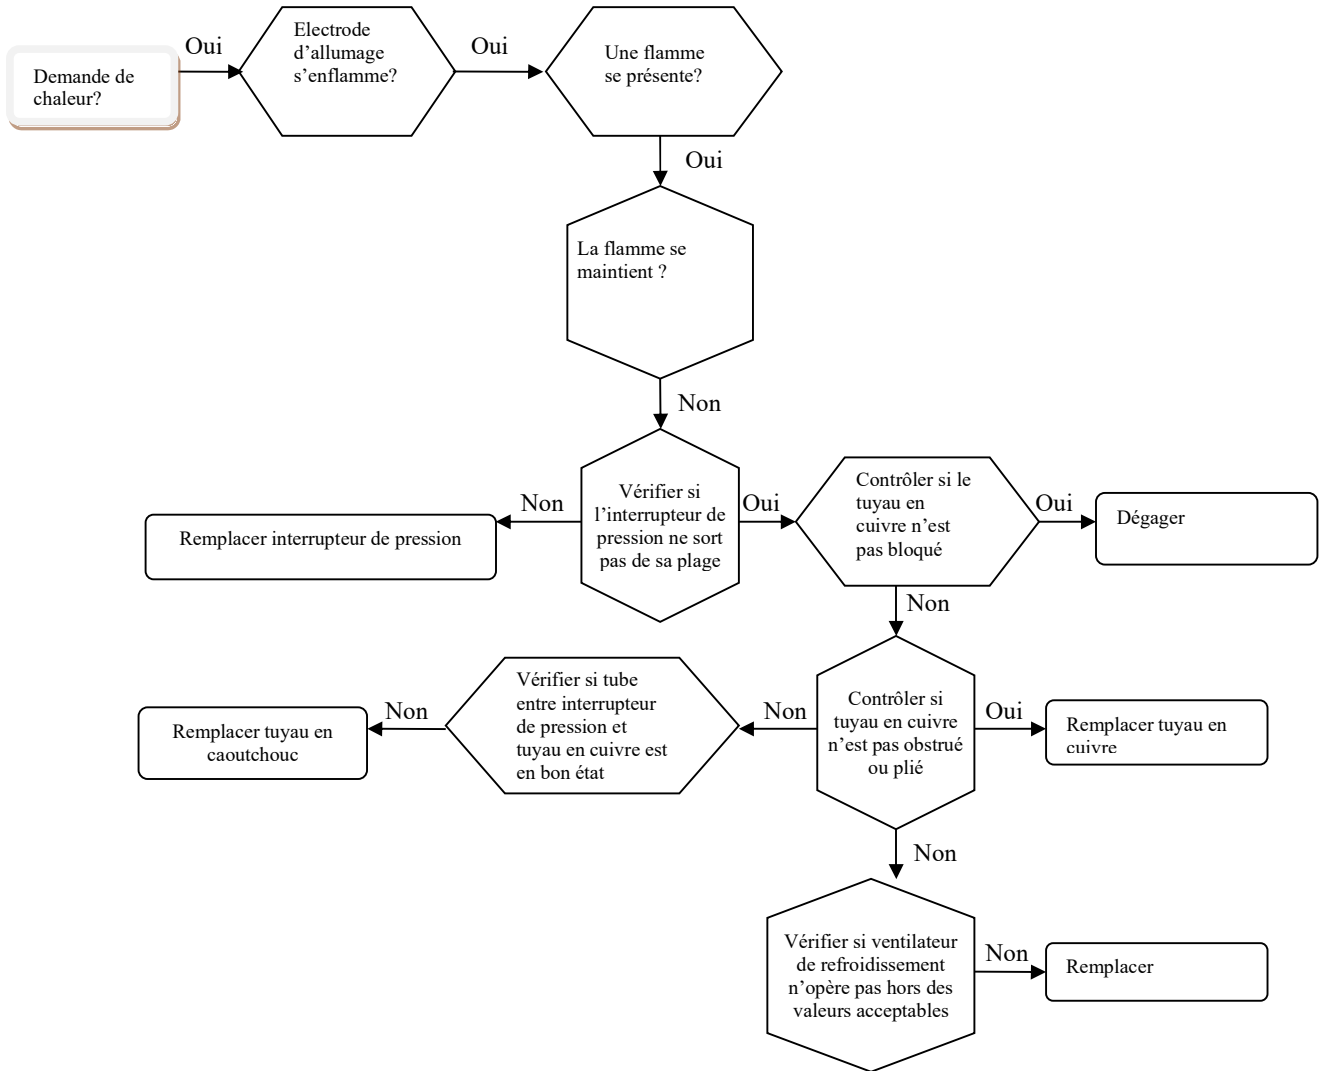 Demande de
chaleur?
Oui
Electrode
d’allumage
s’enflamme?
Oui
Une flamme
se présente?
Oui
La flamme se
maintient ?
Non
Vérifier si
l’interrupteur de
pression ne sort
pas de sa plage
Non
Remplacer interrupteur de pression
Oui
Contrôler si le
tuyau en
cuivre n’est
pas bloqué
Oui
Dégager
Non
Contrôler si
tuyau en cuivre
n’est pas obstrué
ou plié
Oui
Remplacer tuyau en
cuivre
Non
Vérifier si tube
entre interrupteur
de pression et
tuyau en cuivre est
en bon état
Non
Remplacer tuyau en
caoutchouc
Non
Vérifier si ventilateur
de refroidissement
n’opère pas hors des
valeurs acceptables
Non
Remplacer